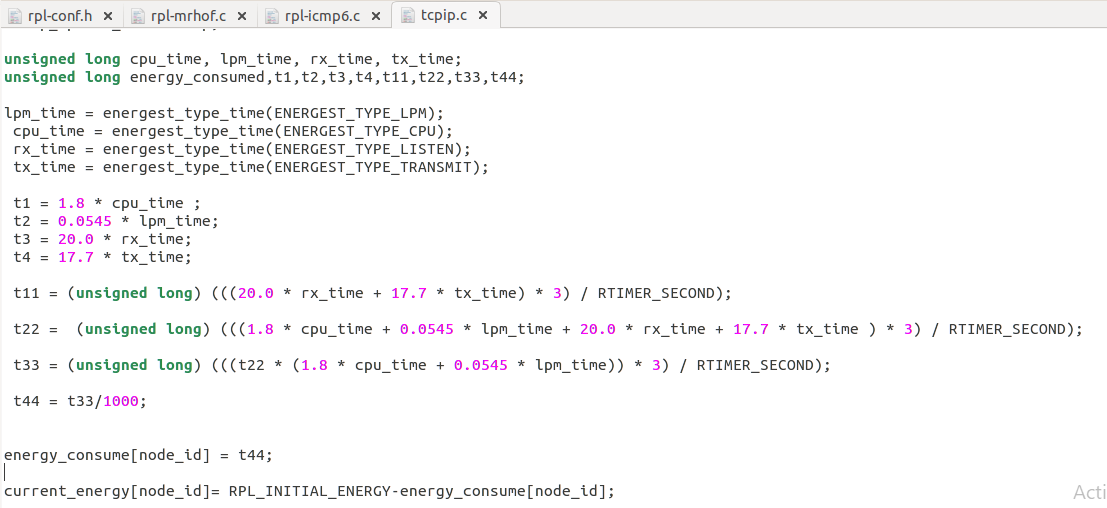 rpl-conf.h × rpl-mrhof.c × rpl-icmp6.c × tcpip.c ×
unsigned long cpu_time, lpm_time, rx_time, tx_time;
unsigned long energy_consumed,t1,t2,t3,t4,t11,t22,t33,t44;
lpm_time = energest_type_time(ENERGEST_TYPE_LPM);
cpu_time = energest_type_time(ENERGEST_TYPE_CPU);
rx_time = energest_type_time(ENERGEST_TYPE_LISTEN);
tx_time = energest_type_time(ENERGEST_TYPE_TRANSMIT);
t1 = 1.8 * cpu_time ;
t2 = 0.0545 * lpm_time;
t3 = 20.0 * rx_time;
t4 = 17.7 * tx_time;
t11 = (unsigned long) (((20.0 * rx_time + 17.7 * tx_time) * 3) / RTIMER_SECOND);
t22 =  (unsigned long) (((1.8 * cpu_time + 0.0545 * lpm_time + 20.0 * rx_time + 17.7 * tx_time ) * 3) / RTIMER_SECOND);
t33 = (unsigned long) (((t22 * (1.8 * cpu_time + 0.0545 * lpm_time)) * 3) / RTIMER_SECOND);
t44 = t33/1000;
energy_consume[node_id] = t44;
current_energy[node_id]= RPL_INITIAL_ENERGY-energy_consume[node_id];
Acti